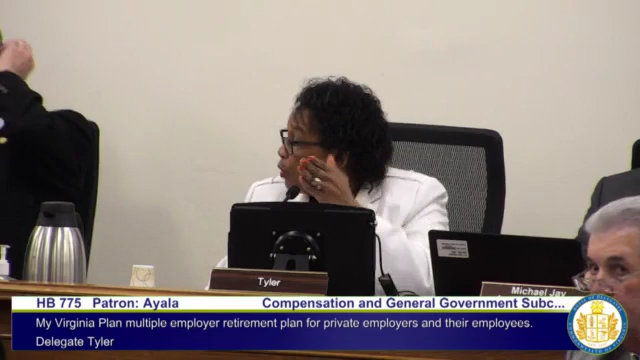 Tyler
Michael Jay
HB 775 Patron: Ayala Compensation and General Government Subc...
My Virginia Plan multiple employer retirement plan for private employers and their employees.
Delegate Tyler